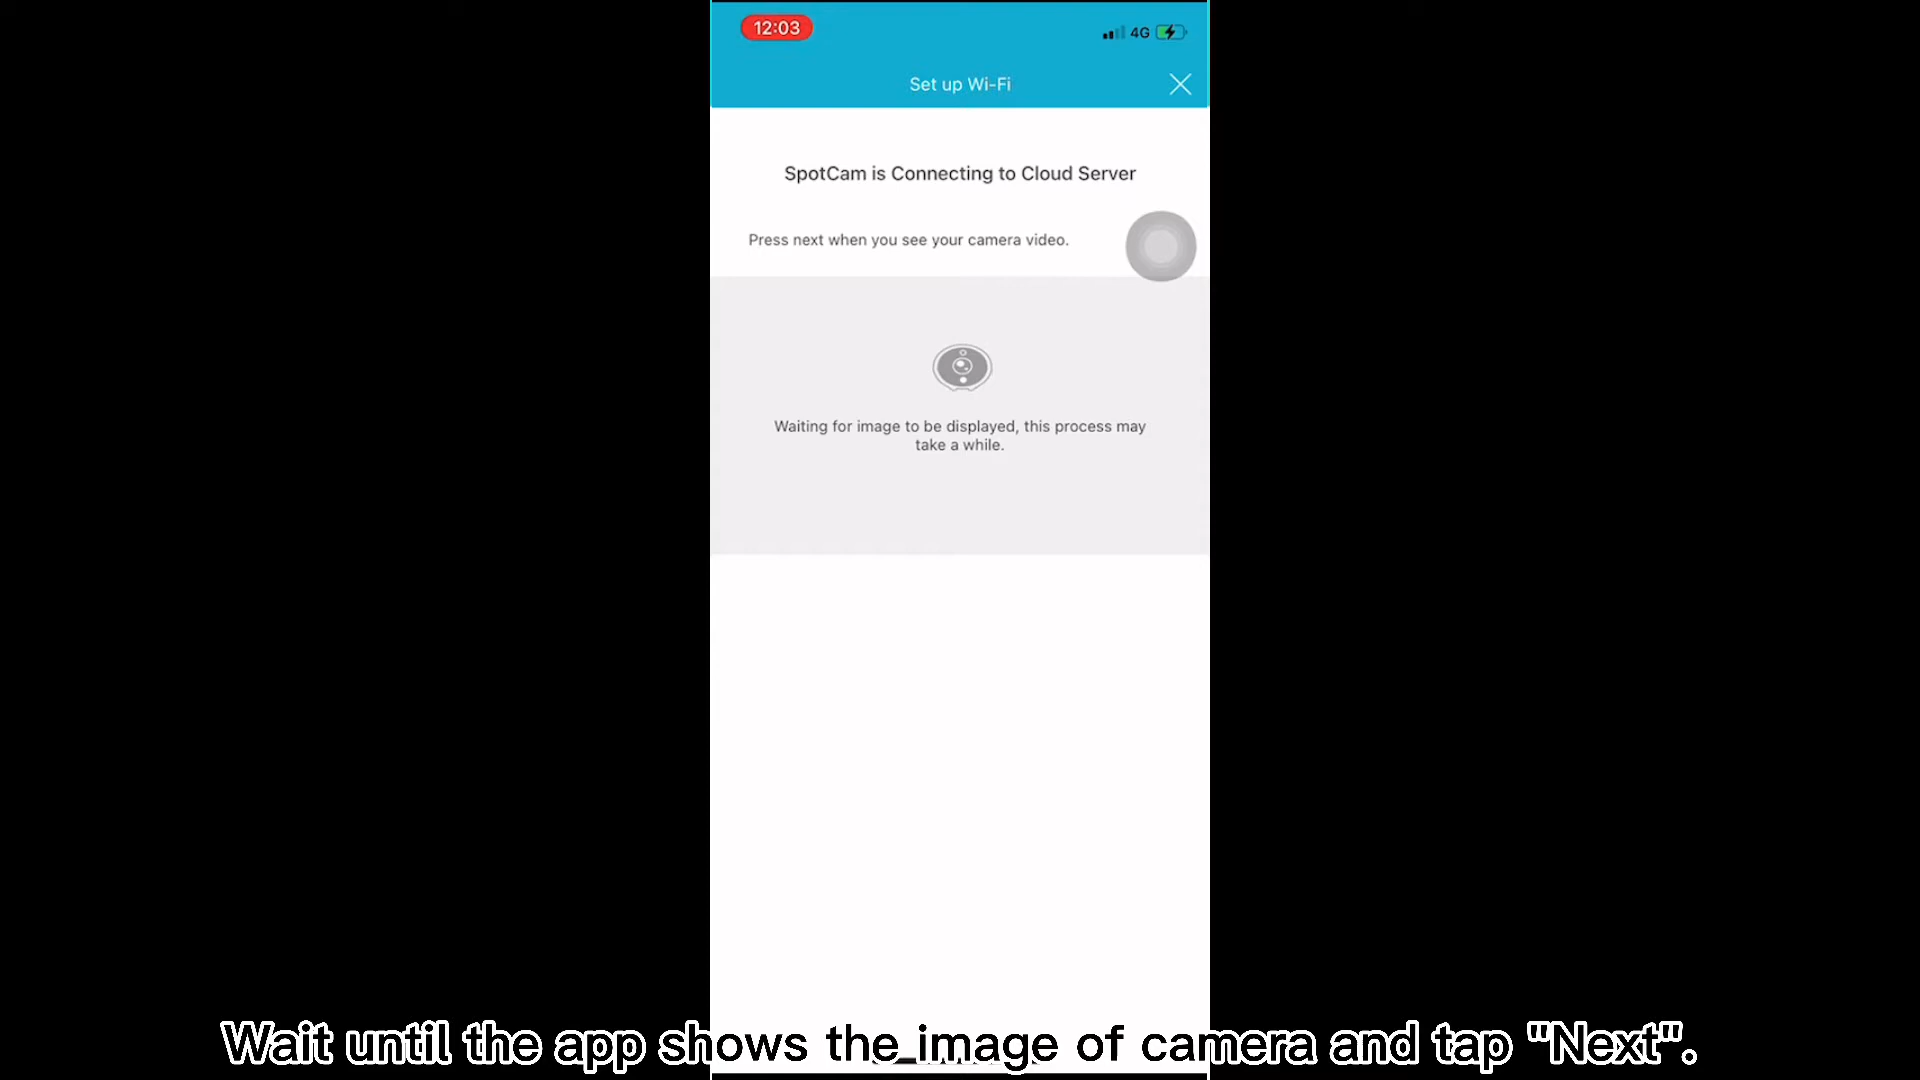 12:03
4G
Set up Wi-Fi
SpotCam is Connecting to Cloud Server
Press next when you see your camera video.
Waiting for image to be displayed, this process may
take a while.
Wait until the app shows the image of camera and tap "Next".